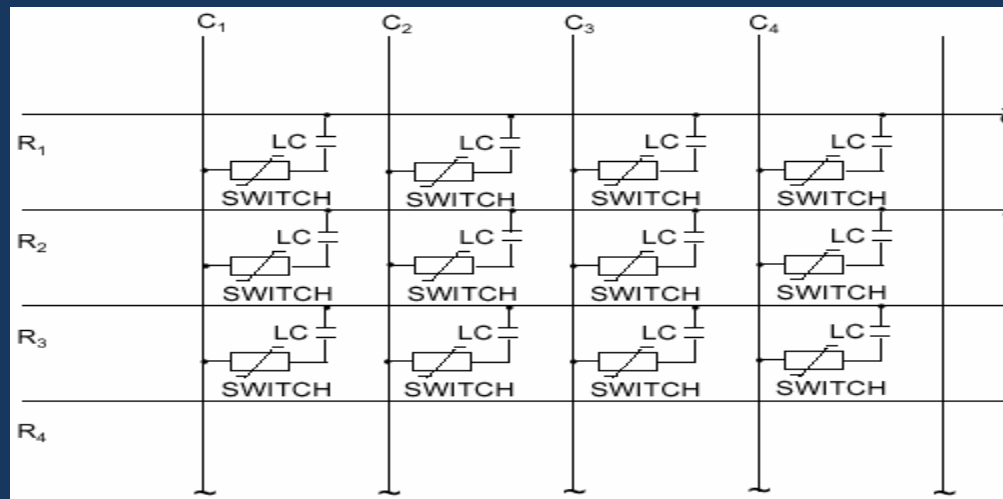 C₁ C₂ C₃ C₄
R₁ LC LC LC LC
SWITCH SWITCH SWITCH SWITCH
R₂ LC LC LC LC
SWITCH SWITCH SWITCH SWITCH
R₃ LC LC LC LC
SWITCH SWITCH SWITCH SWITCH
R₄